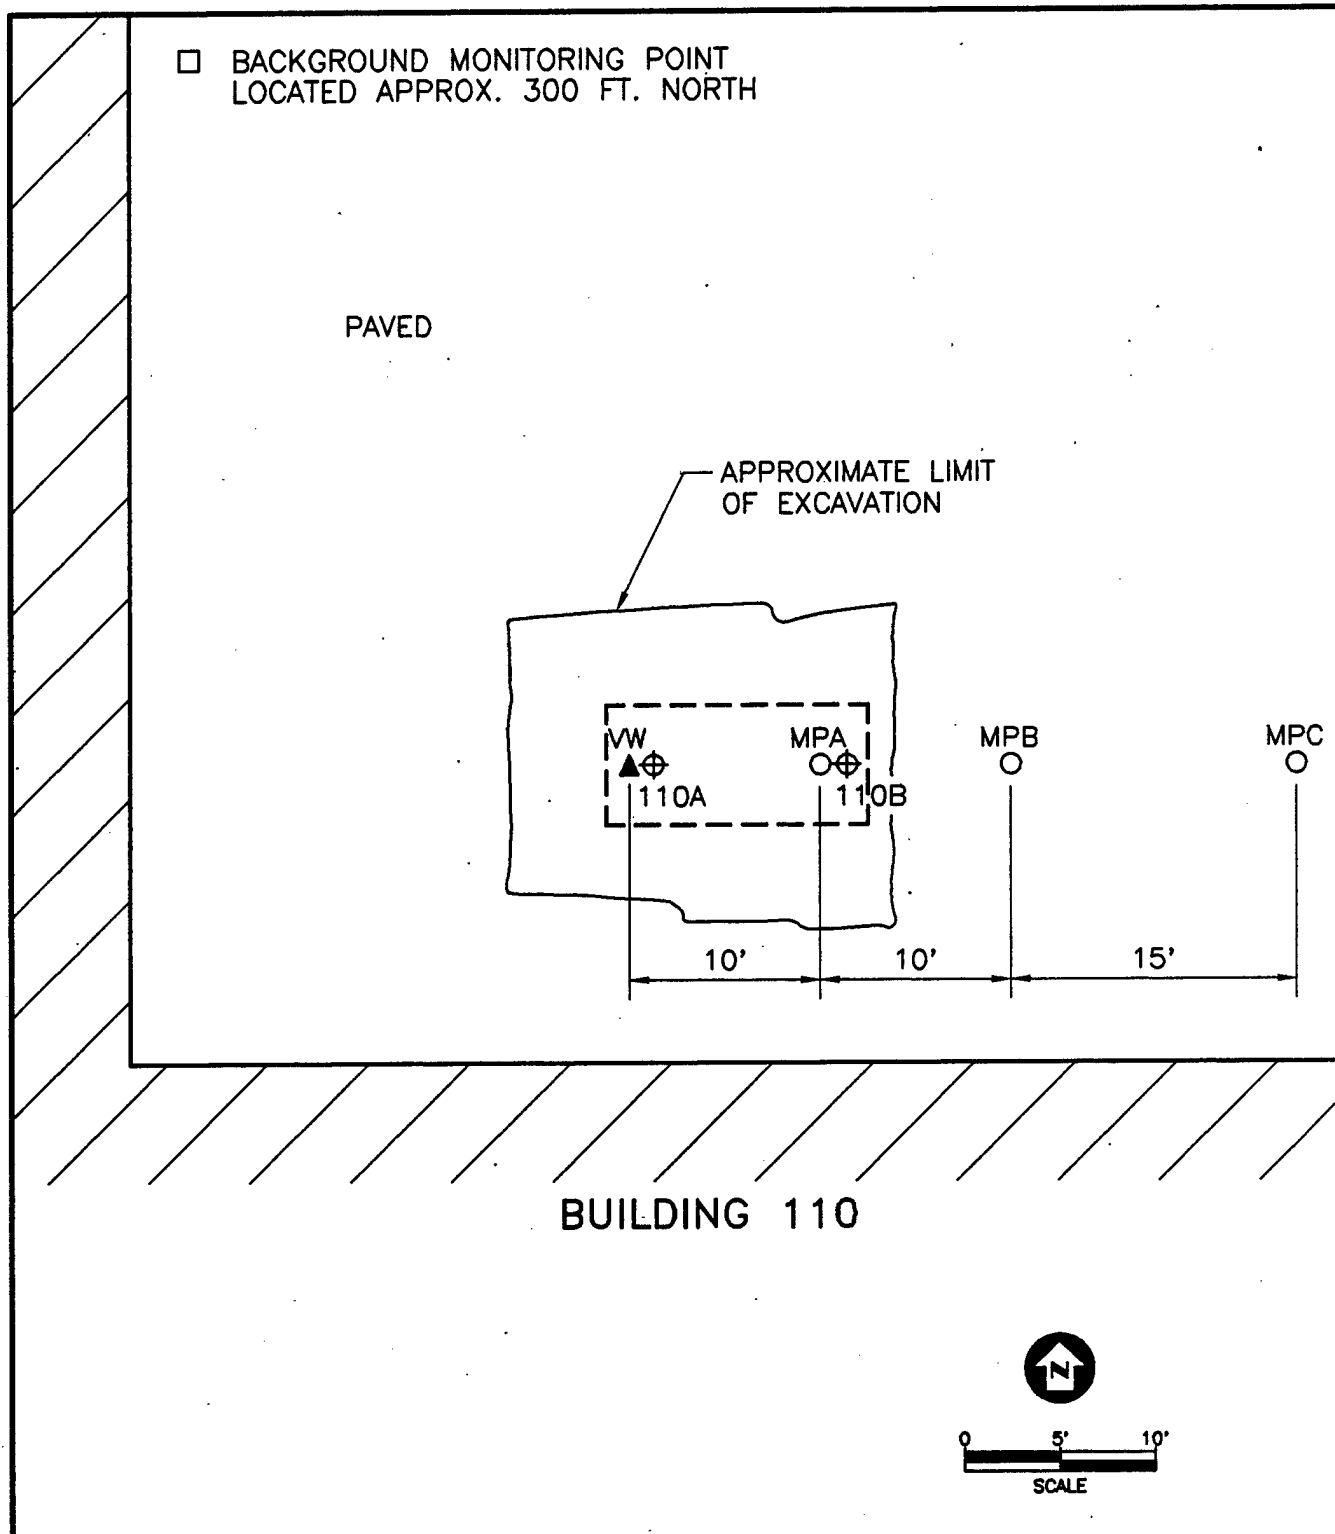 BACKGROUND MONITORING POINT
LOCATED APPROX. 300 FT. NORTH
PAVED
APPROXIMATE LIMIT
OF EXCAVATION
VW
MPA
MPB
MPC
110A
110B
10'
10'
15'
BUILDING 110
N
0
5'
10'
SCALE